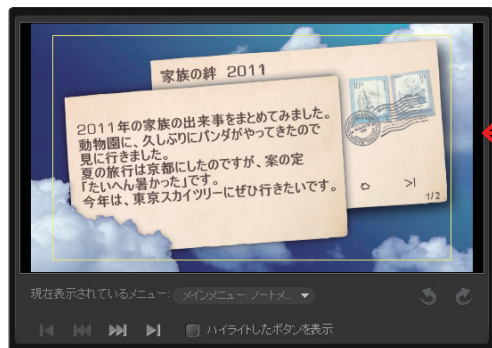 家族の絆 2011
2011年の家族の出来事をまとめてみました。
動物園に、久しぶりにパンダがやってきたので
見に行きました。
夏の旅行は京都にしたのですが、案の定
「たいへん暑かった」です。
今年は、東京スカイツリーにぜひ行きたいです。
1/2
現在表示されているメニュー: メインメニュー: ノートメ...
ハイライトしたボタンを表示